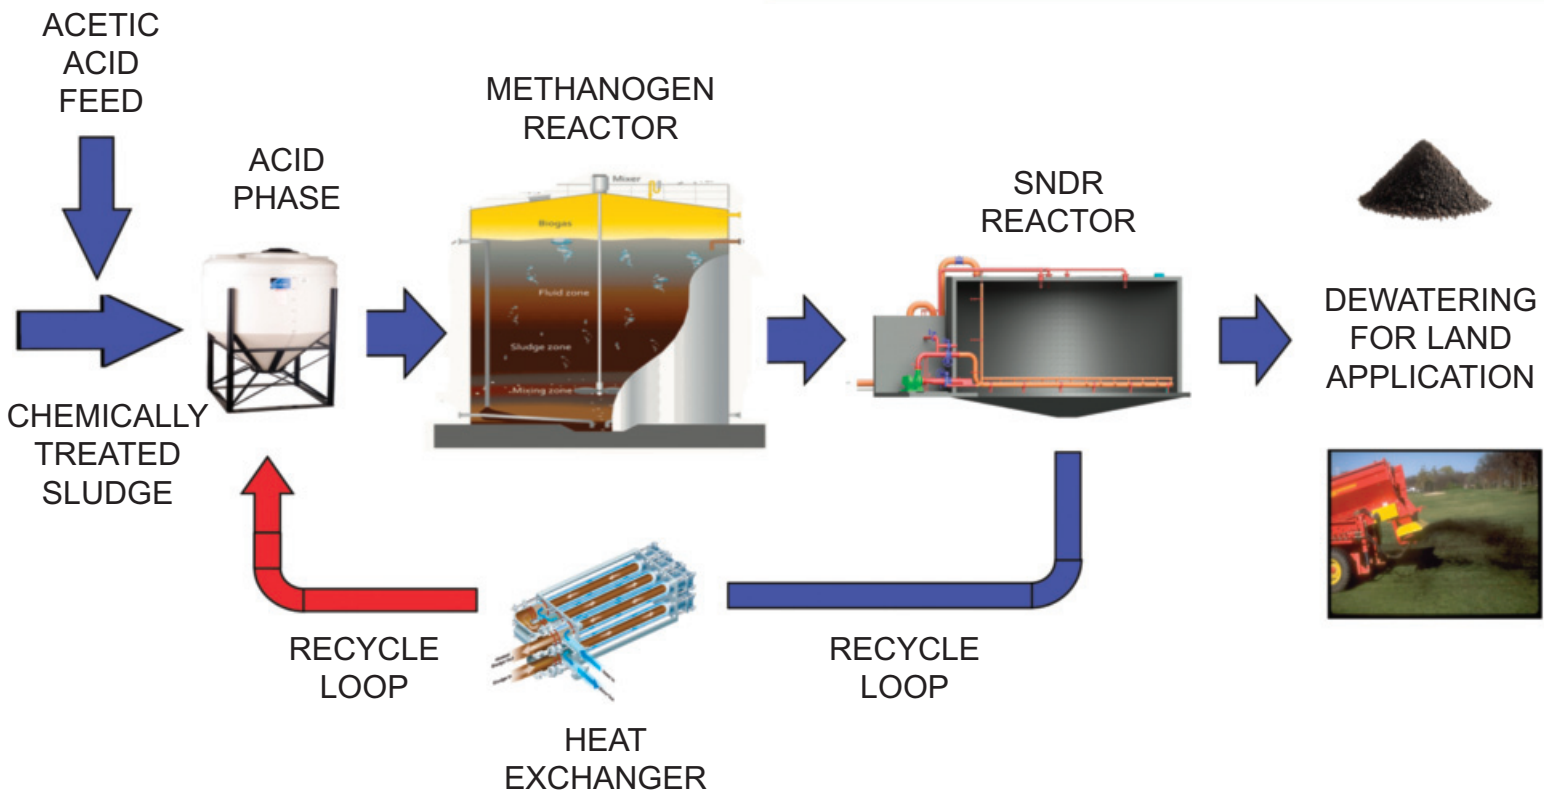 ACETIC
ACID
FEED
METHANOGEN
REACTOR
ACID
PHASE
SNDR
REACTOR
Mixer
Biogas
Fluid zone
Sludge zone
Mixing zone
DEWATERING
FOR LAND
APPLICATION
CHEMICALLY
TREATED
SLUDGE
RECYCLE
LOOP
RECYCLE
LOOP
HEAT
EXCHANGER